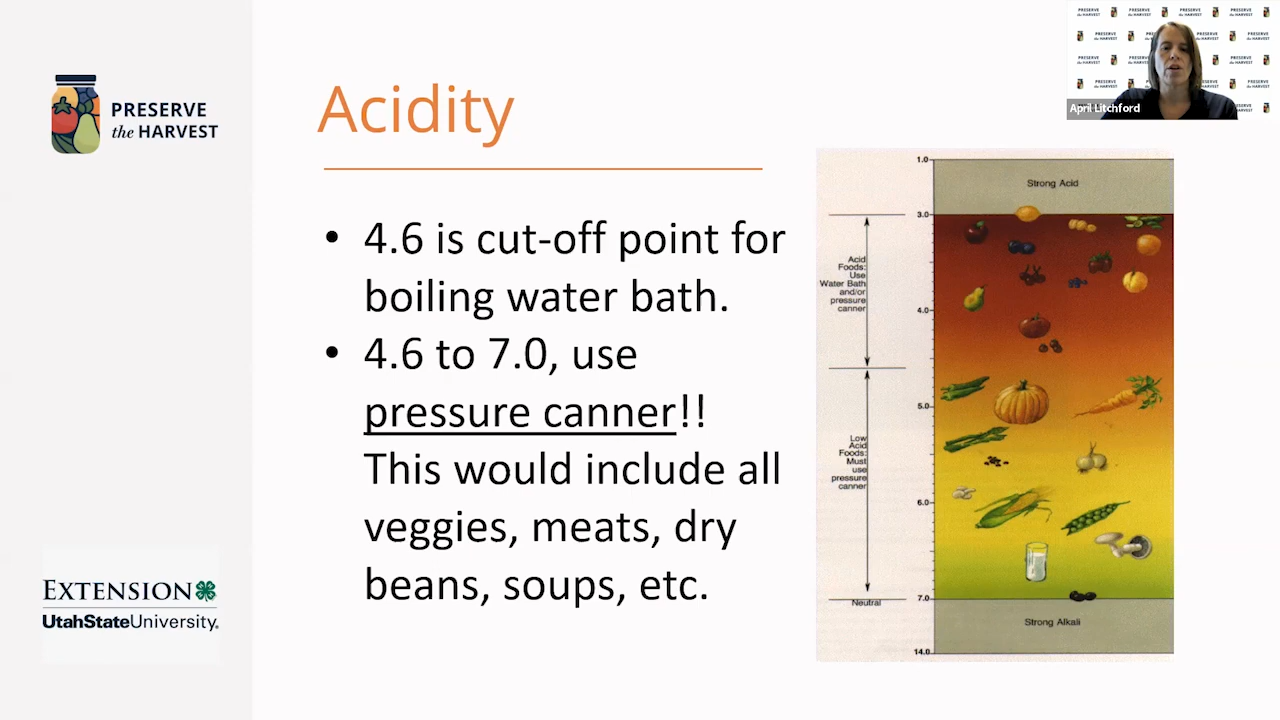 PRESERVE
the HARVEST
Acidity
• 4.6 is cut-off point for
boiling water bath.
• 4.6 to 7.0, use
pressure canner!!
This would include all
veggies, meats, dry
beans, soups, etc.
EXTENSION
UtahStateUniversity®
April Litchford
1.0
Strong Acid
3.0
Acid
Foods:
Use
Water Bath
and/or
pressure
canner
4.0
5.0
Low
Acid
Foods:
Must
use
pressure
canner
6.0
Neutral
7.0
Strong Alkali
14.0